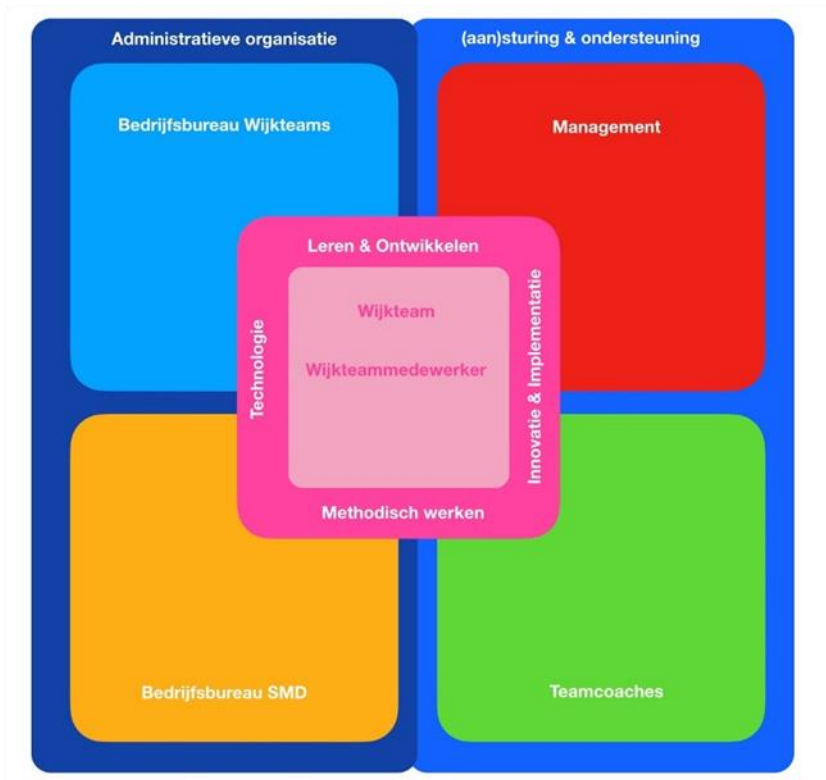 Administratieve organisatie
(aan)sturing & ondersteuning
Bedrijfsbureau Wijkteams
Management
Leren & Ontwikkelen
Technologie
Wijkteam
Wijkteammedewerker
Innovatie & Implementatie
Methodisch werken
Bedrijfsbureau SMD
Teamcoaches